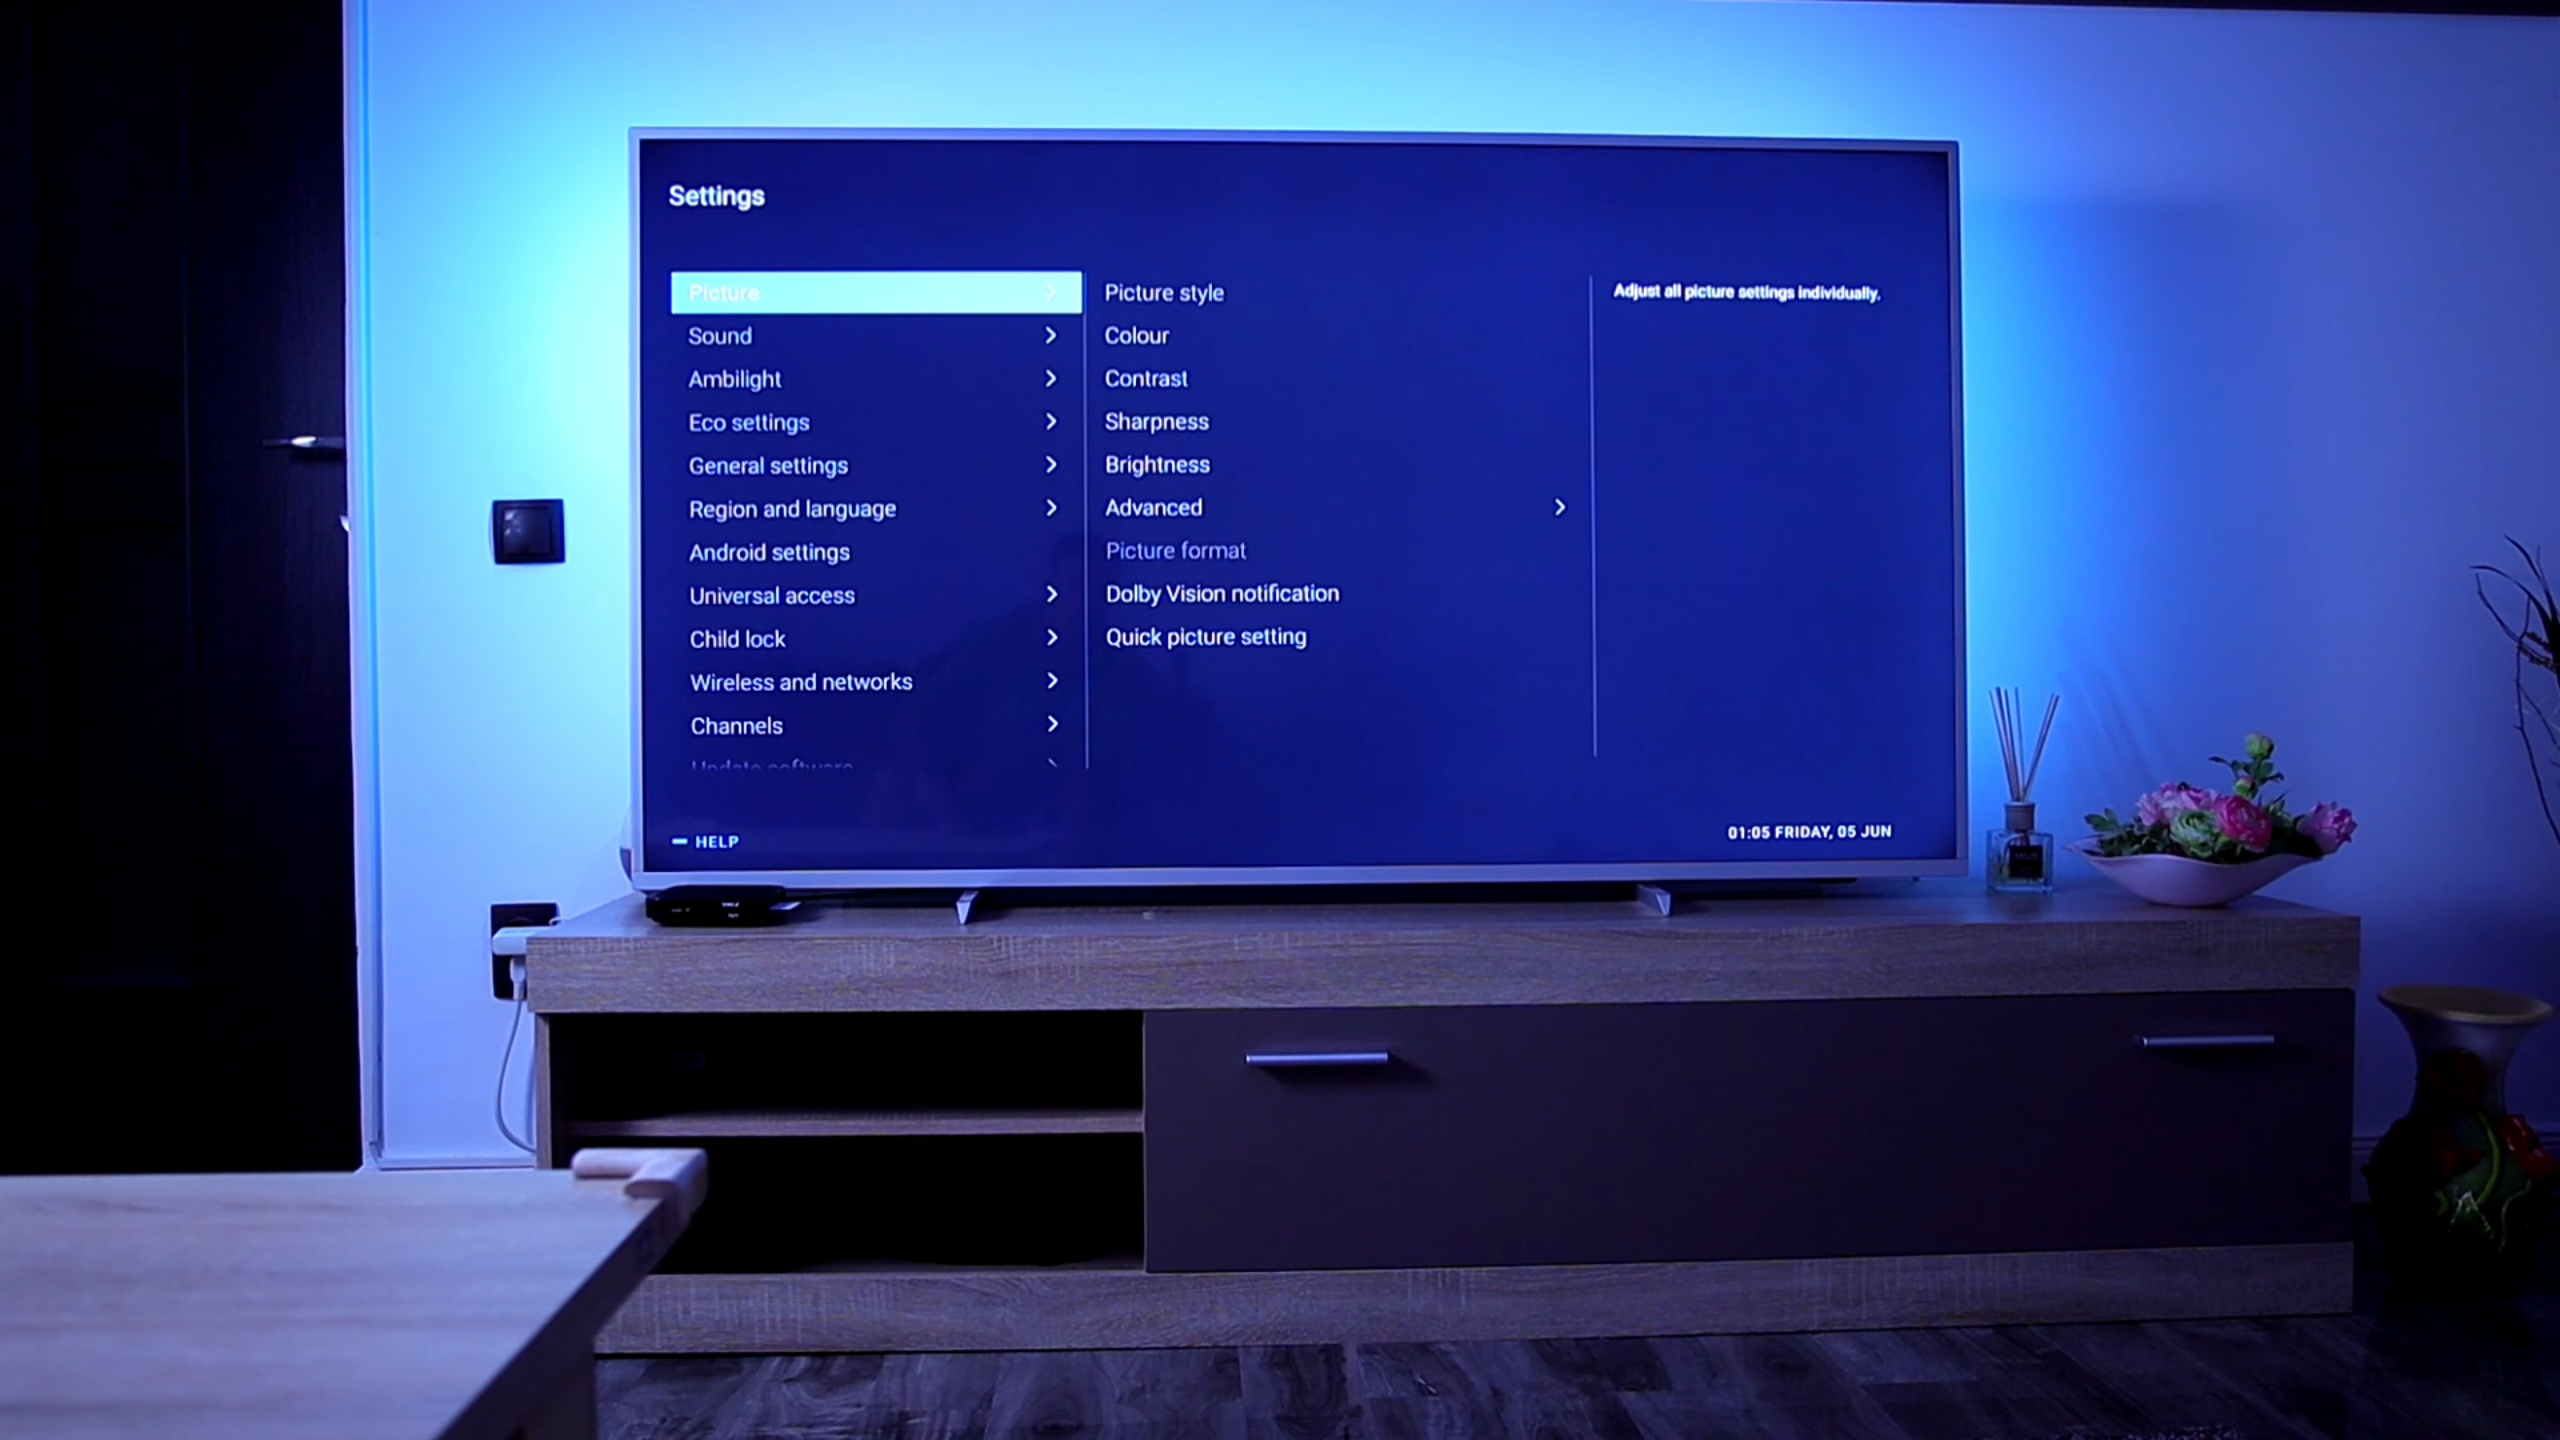 Settings
Picture
Sound
Ambilight
Eco settings
General settings
Region and language
Android settings
Universal access
Child lock
Wireless and networks
Channels
Update software
Picture style
Colour
Contrast
Sharpness
Brightness
Advanced
Picture format
Dolby Vision notification
Quick picture setting
Adjust all picture settings individually.
HELP
01:05 FRIDAY, 05 JUN